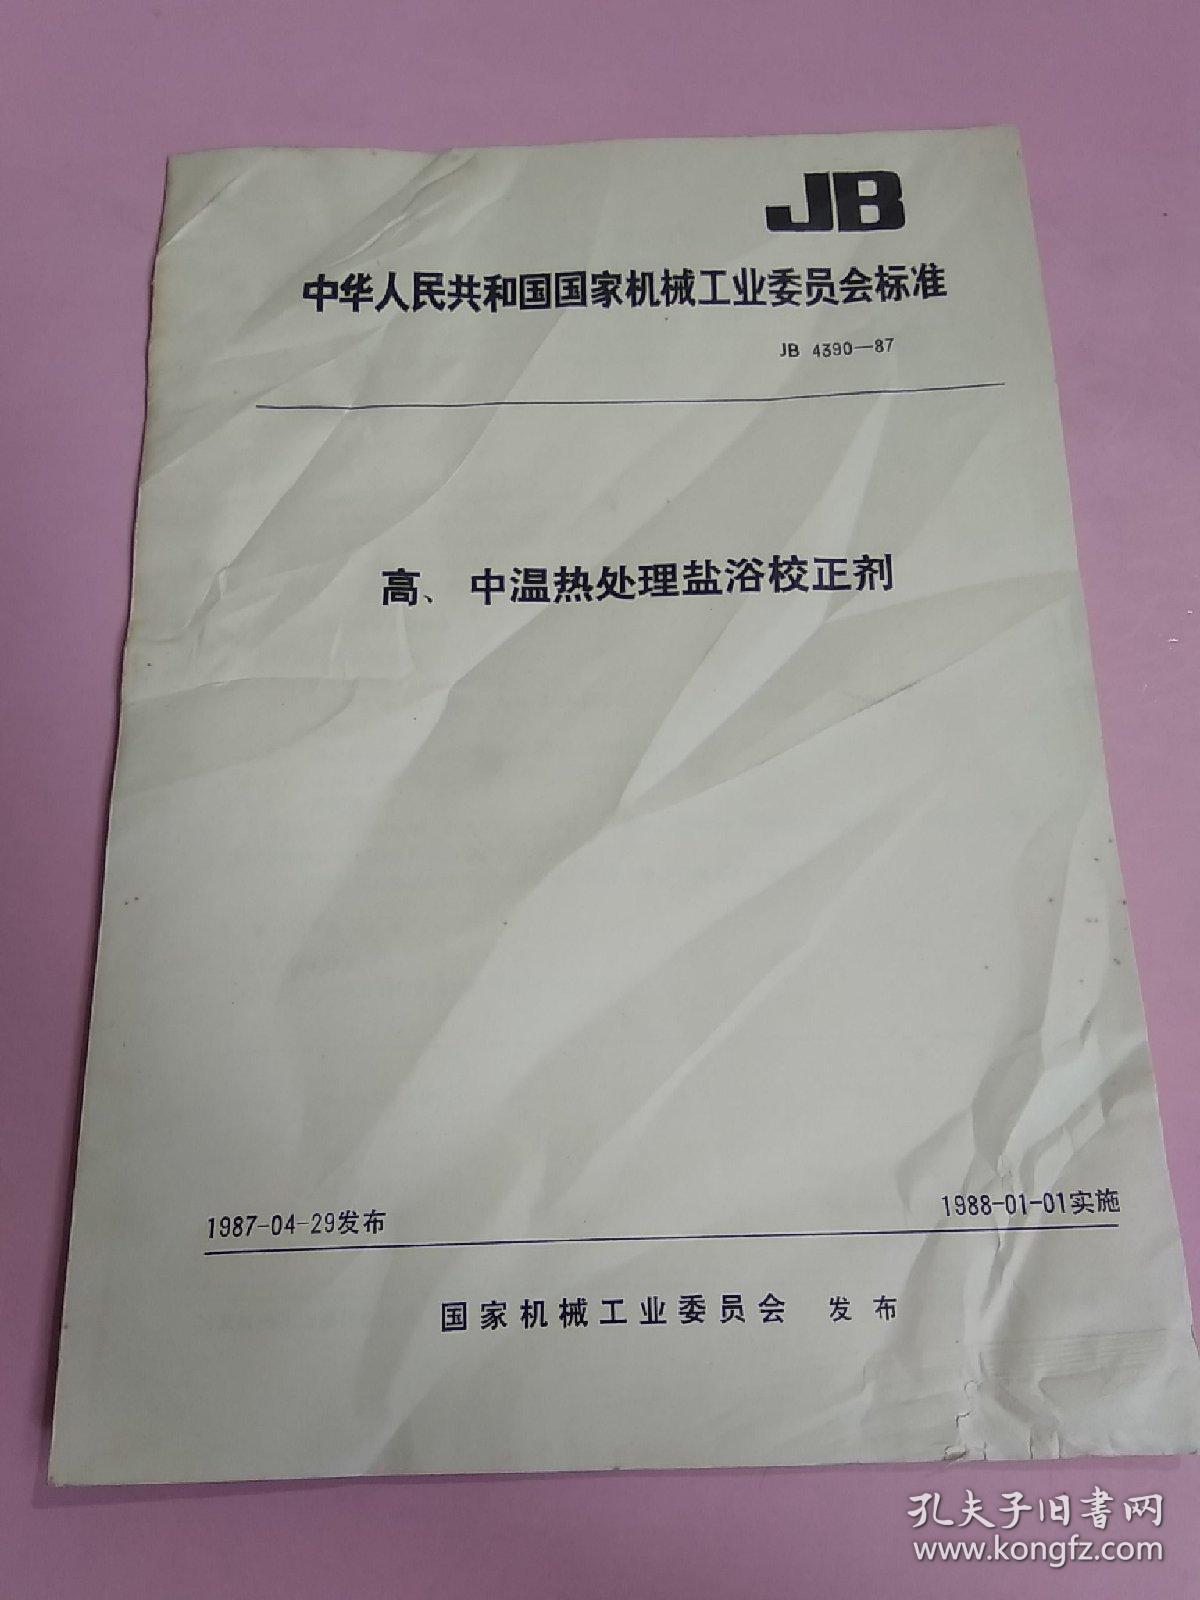 JB
中华人民共和国国家机械工业委员会标准
JB 4390—87
高、中温热处理盐浴校正剂
1987-04-29发布
1988-01-01实施
国家机械工业委员会 发布
孔夫子旧书网
www.kongfz.com